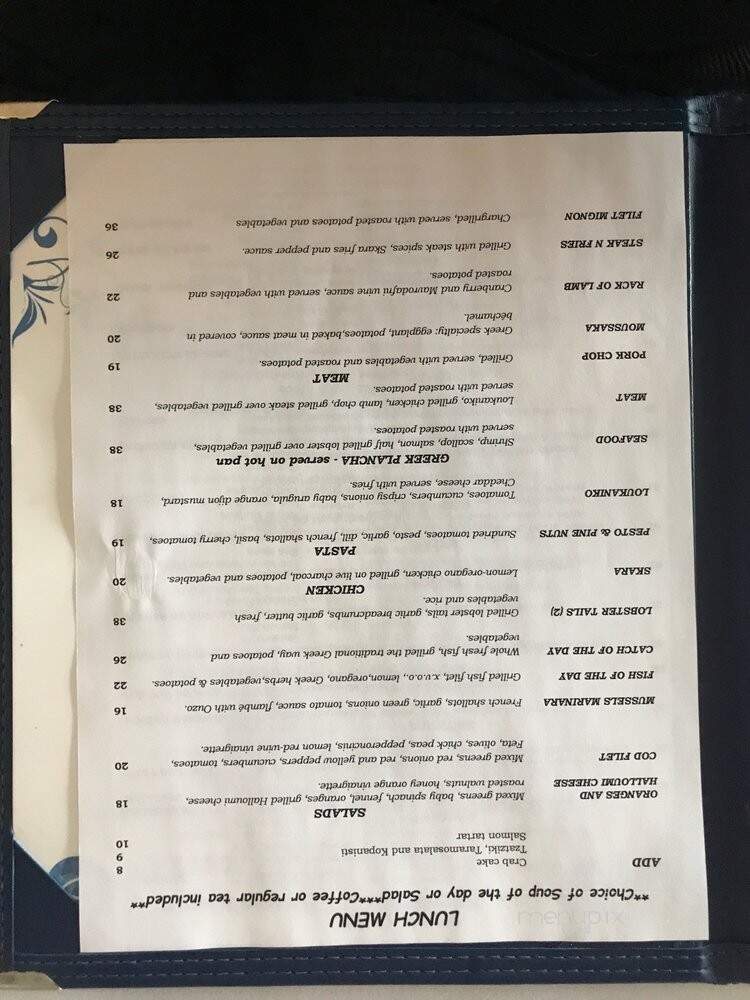 LUNCH MENU
**Choice of Soup of the day or Salad**Coffee or regular tea included**
ADD Crab cake 8
Tzatziki, Taramosalata and Kopanisti 9
Salmon tartar 10
SALADS
ORANGES AND Mixed greens, baby spinach, fennel, oranges, grilled Halloumi cheese, 18
HALLOUMI CHEESE roasted walnuts, honey orange vinaigrette.
COD FILET Mixed greens, red onions, red and yellow peppers, cucumbers, tomatoes, 20
Feta, olives, chick peas, pepperoncinis, lemon red-wine vinaigrette.
MUSSELS MARINARA French shallots, garlic, green onions, tomato sauce, flambé with Ouzo. 16
FISH OF THE DAY Grilled fish filet, x.v.o.o., lemon,oregano, Greek herbs,vegetables & potatoes. 22
CATCH OF THE DAY Whole fresh fish, grilled the traditional Greek way, potatoes and 26
vegetables.
LOBSTER TAILS (2) Grilled lobster tails, garlic breadcrumbs, garlic butter, fresh 38
vegetables and rice.
CHICKEN
SKARA Lemon-oregano chicken, grilled on live charcoal, potatoes and vegetables. 20
PASTA
PESTO & PINE NUTS Sundried tomatoes, pesto, garlic, dill, french shallots, basil, cherry tomatoes, 19
LOUKANIKO Tomatoes, cucumbers, cripsy onions, baby arugula, orange dijon mustard, 18
Cheddar cheese, served with fries.
GREEK PLANCHA - served on hot pan
SEAFOOD Shrimp, scallop, salmon, half grilled lobster over grilled vegetables, 38
served with roasted potatoes.
MEAT Loukaniko, grilled chicken, lamb chop, grilled steak over grilled vegetables, 38
served with roasted potatoes.
MEAT
PORK CHOP Grilled, served with vegetables and roasted potatoes. 19
MOUSSAKA Greek specialty: eggplant, potatoes,baked in meat sauce, covered in 20
béchamel.
RACK OF LAMB Cranberry and Mavrodafni wine sauce, served with vegetables and 22
roasted potatoes.
STEAK N FRIES Grilled with steak spices, Skara fries and pepper sauce. 26
FILET MIGNON Chargrilled, served with roasted potatoes and vegetables 36
menupix